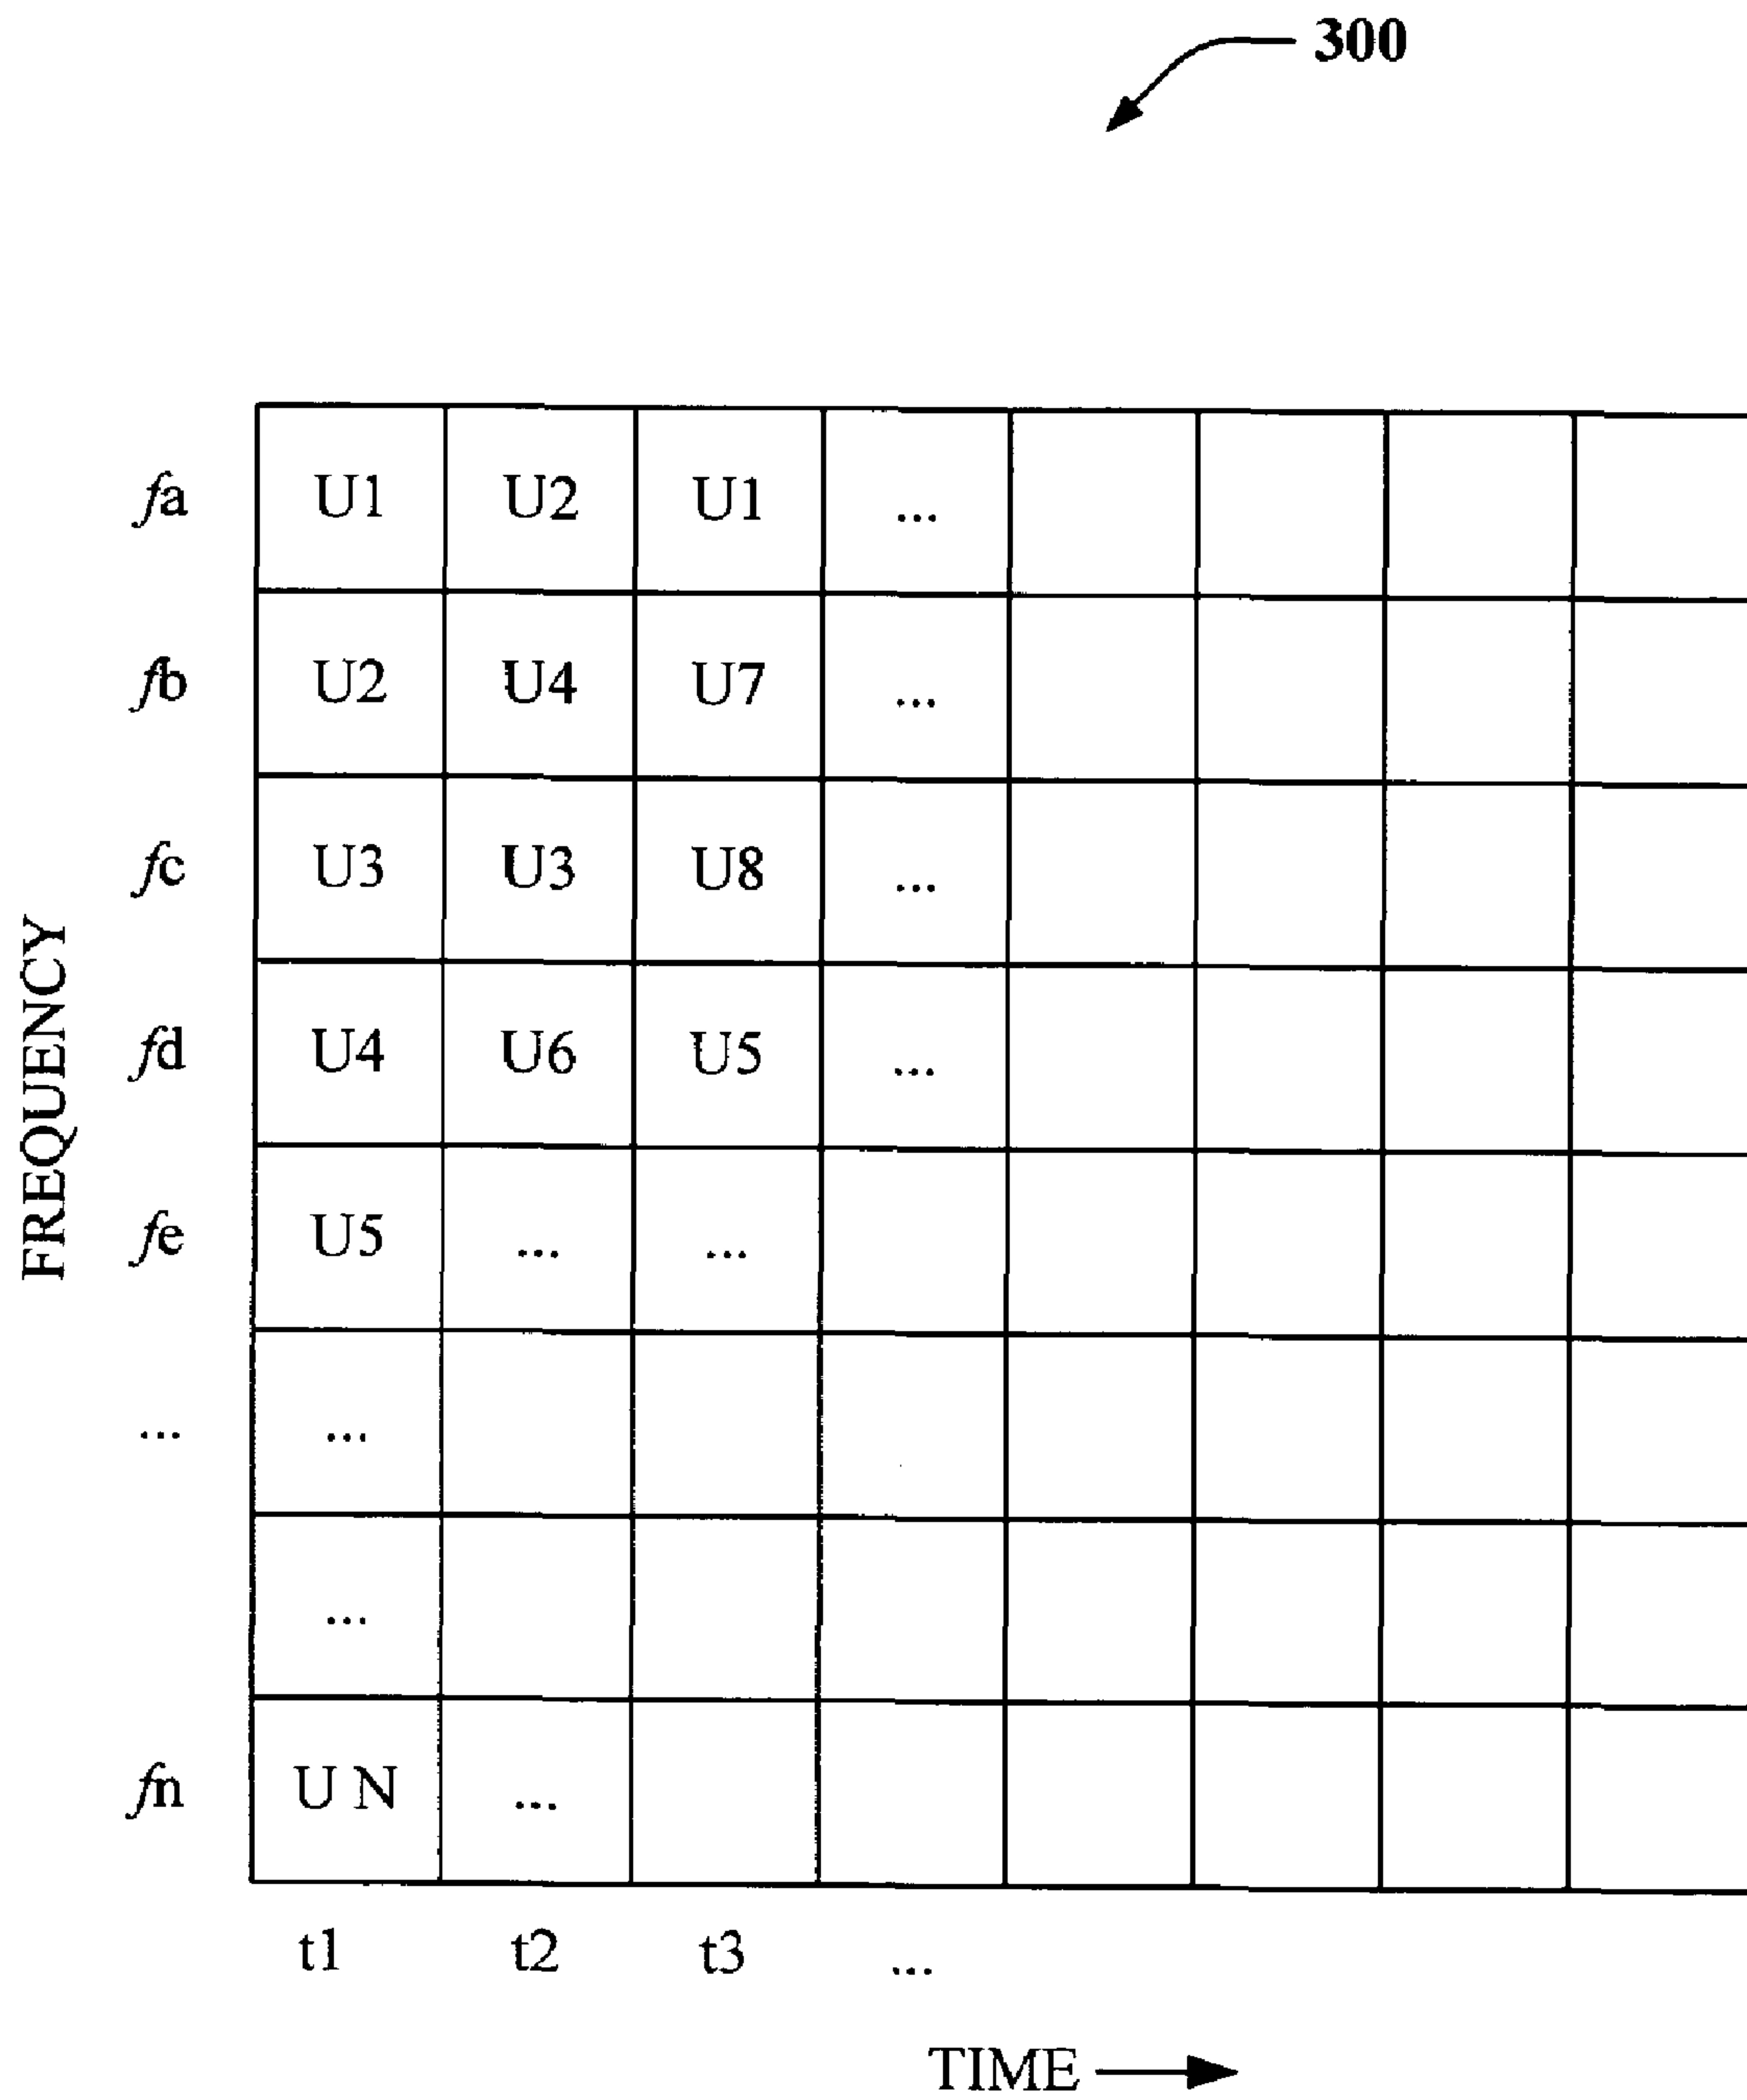 300
fa U1 U2 U1 ...
fb U2 U4 U7 ...
fc U3 U3 U8 ...
fd U4 U6 U5 ...
fe U5 ... ...
... ...
...
fn U N ...
t1 t2 t3 ...
FREQUENCY
TIME